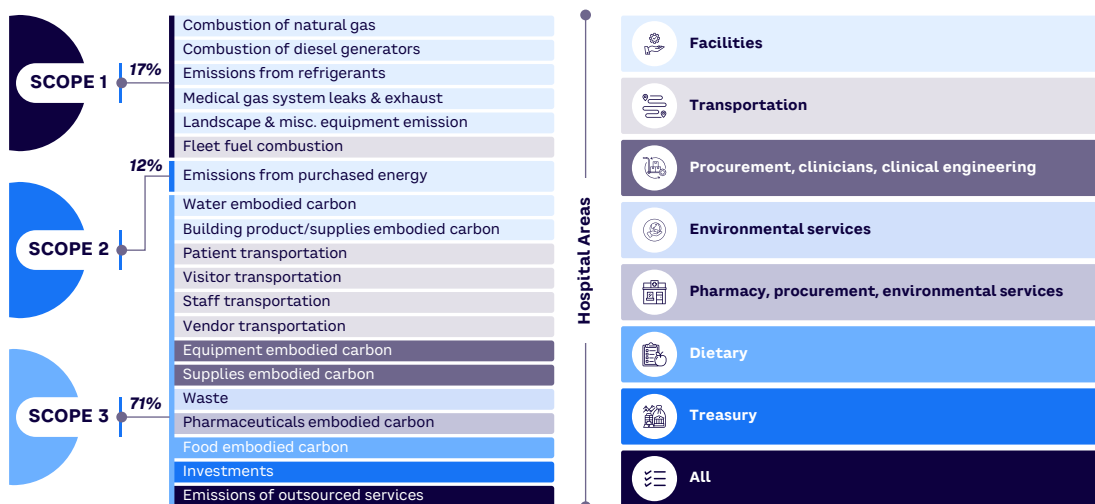 SCOPE 1
17%
Combustion of natural gas
Combustion of diesel generators
Emissions from refrigerants
Medical gas system leaks & exhaust
Landscape & misc. equipment emission
Fleet fuel combustion
SCOPE 2
12%
Emissions from purchased energy
SCOPE 3
71%
Water embodied carbon
Building product/supplies embodied carbon
Patient transportation
Visitor transportation
Staff transportation
Vendor transportation
Equipment embodied carbon
Supplies embodied carbon
Waste
Pharmaceuticals embodied carbon
Food embodied carbon
Investments
Emissions of outsourced services
Hospital Areas
Facilities
Transportation
Procurement, clinicians, clinical engineering
Environmental services
Pharmacy, procurement, environmental services
Dietary
Treasury
All